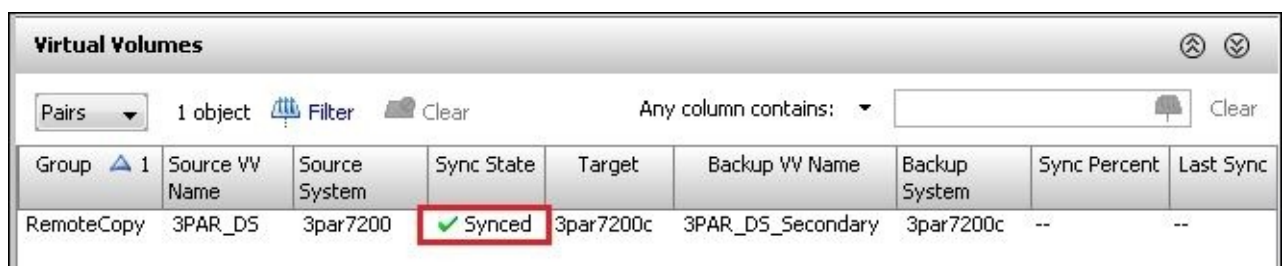 Virtual Volumes
Pairs 1 object Filter Clear Any column contains: Clear
Group 1 Source VV Name Source System Sync State Target Backup VV Name Backup System Sync Percent Last Sync
RemoteCopy 3PAR_DS 3par7200 Synced 3par7200c 3PAR_DS_Secondary 3par7200c -- --